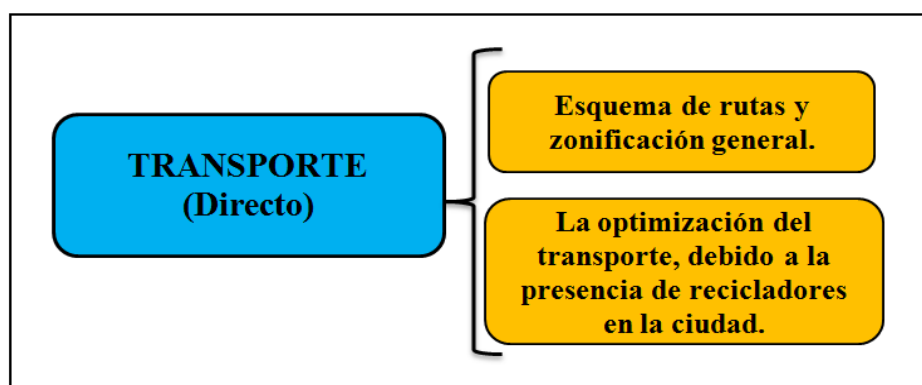 TRANSPORTE
(Directo)
Esquema de rutas y
zonificación general.
La optimización del
transporte, debido a la
presencia de recicladores
en la ciudad.